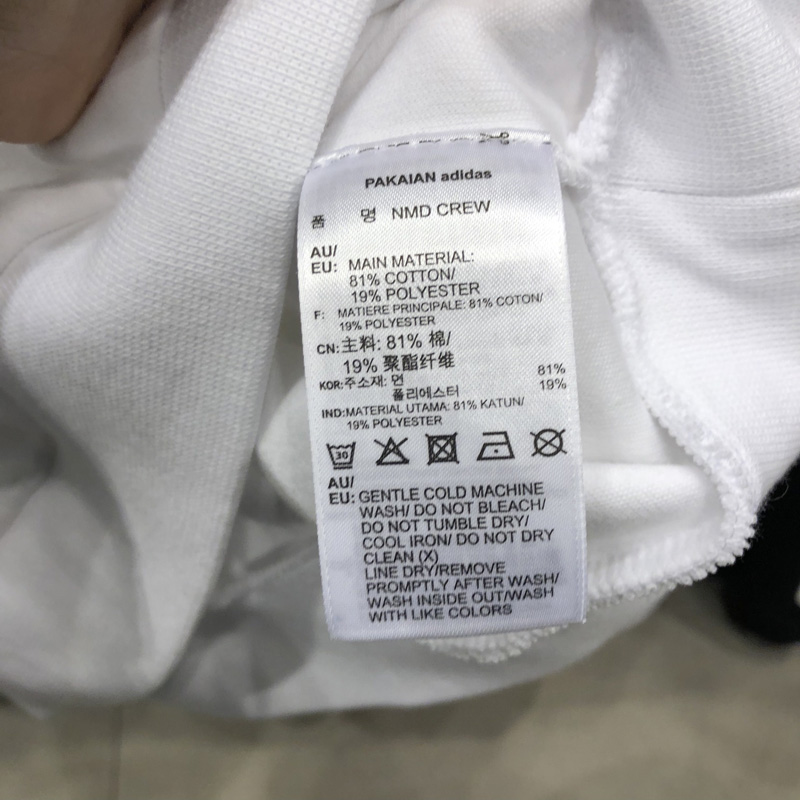 PAKAIAN adidas
품 명 NMD CREW
AU/
EU: MAIN MATERIAL:
81% COTTON/
19% POLYESTER
F: MATIERE PRINCIPALE: 81% COTON/
19% POLYESTER
CN:主料: 81% 棉/
19% 聚酯纤维
KOR:주소재: 면 81%
폴리에스터 19%
IND:MATERIAL UTAMA: 81% KATUN/
19% POLYESTER
30
AU/
EU: GENTLE COLD MACHINE
WASH/ DO NOT BLEACH/
DO NOT TUMBLE DRY/
COOL IRON/ DO NOT DRY
CLEAN (X)
LINE DRY/REMOVE
PROMPTLY AFTER WASH/
WASH INSIDE OUT/WASH
WITH LIKE COLORS